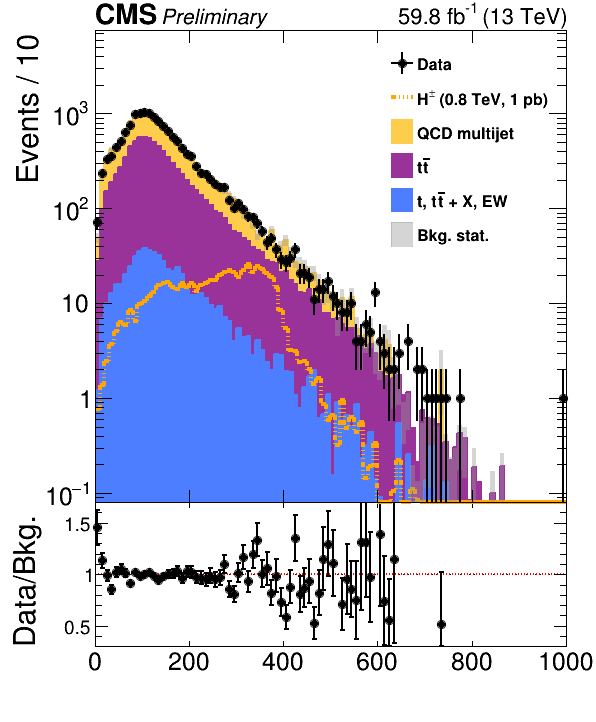 CMS Preliminary 59.8 fb⁻¹ (13 TeV)
Events / 10
10³
10²
10
1
10⁻¹
Data
H± (0.8 TeV, 1 pb)
QCD multijet
tt̄
t, tt̄ + X, EW
Bkg. stat.
Data/Bkg.
1.5
1
0.5
0 200 400 600 800 1000